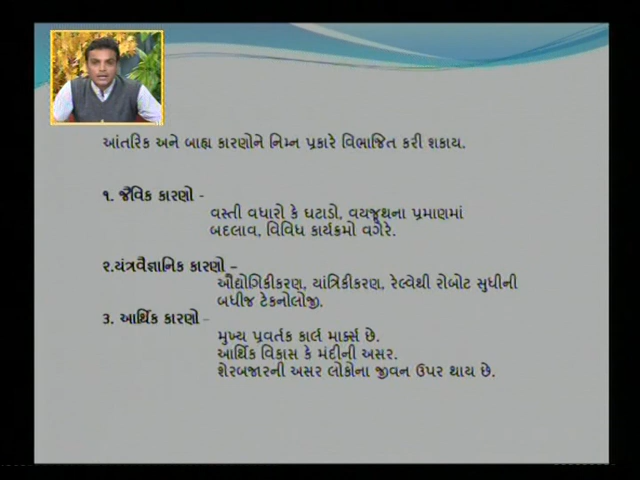 આંતરિક અને બાહ્ય કારણોને નિમ્ન પ્રકારે વિભાજિત કરી શકાય.
૧. જૈવિક કારણો -
વસ્તી વધારો કે ઘટાડો, વયજૂથના પ્રમાણમાં
બદલાવ, વિવિધ કાર્યક્રમો વગેરે.
૨.યંત્રવૈજ્ઞાનિક કારણો –
ઔદ્યોગિકીકરણ, યાંત્રિકીકરણ, રેલ્વેથી રોબોટ સુધીની
બધીજ ટેકનોલોજી.
3. આર્થિક કારણો –
મુખ્ય પ્રવર્તક કાર્લ માર્ક્સ છે.
આર્થિક વિકાસ કે મંદીની અસર.
શેરબજારની અસર લોકોના જીવન ઉપર થાય છે.